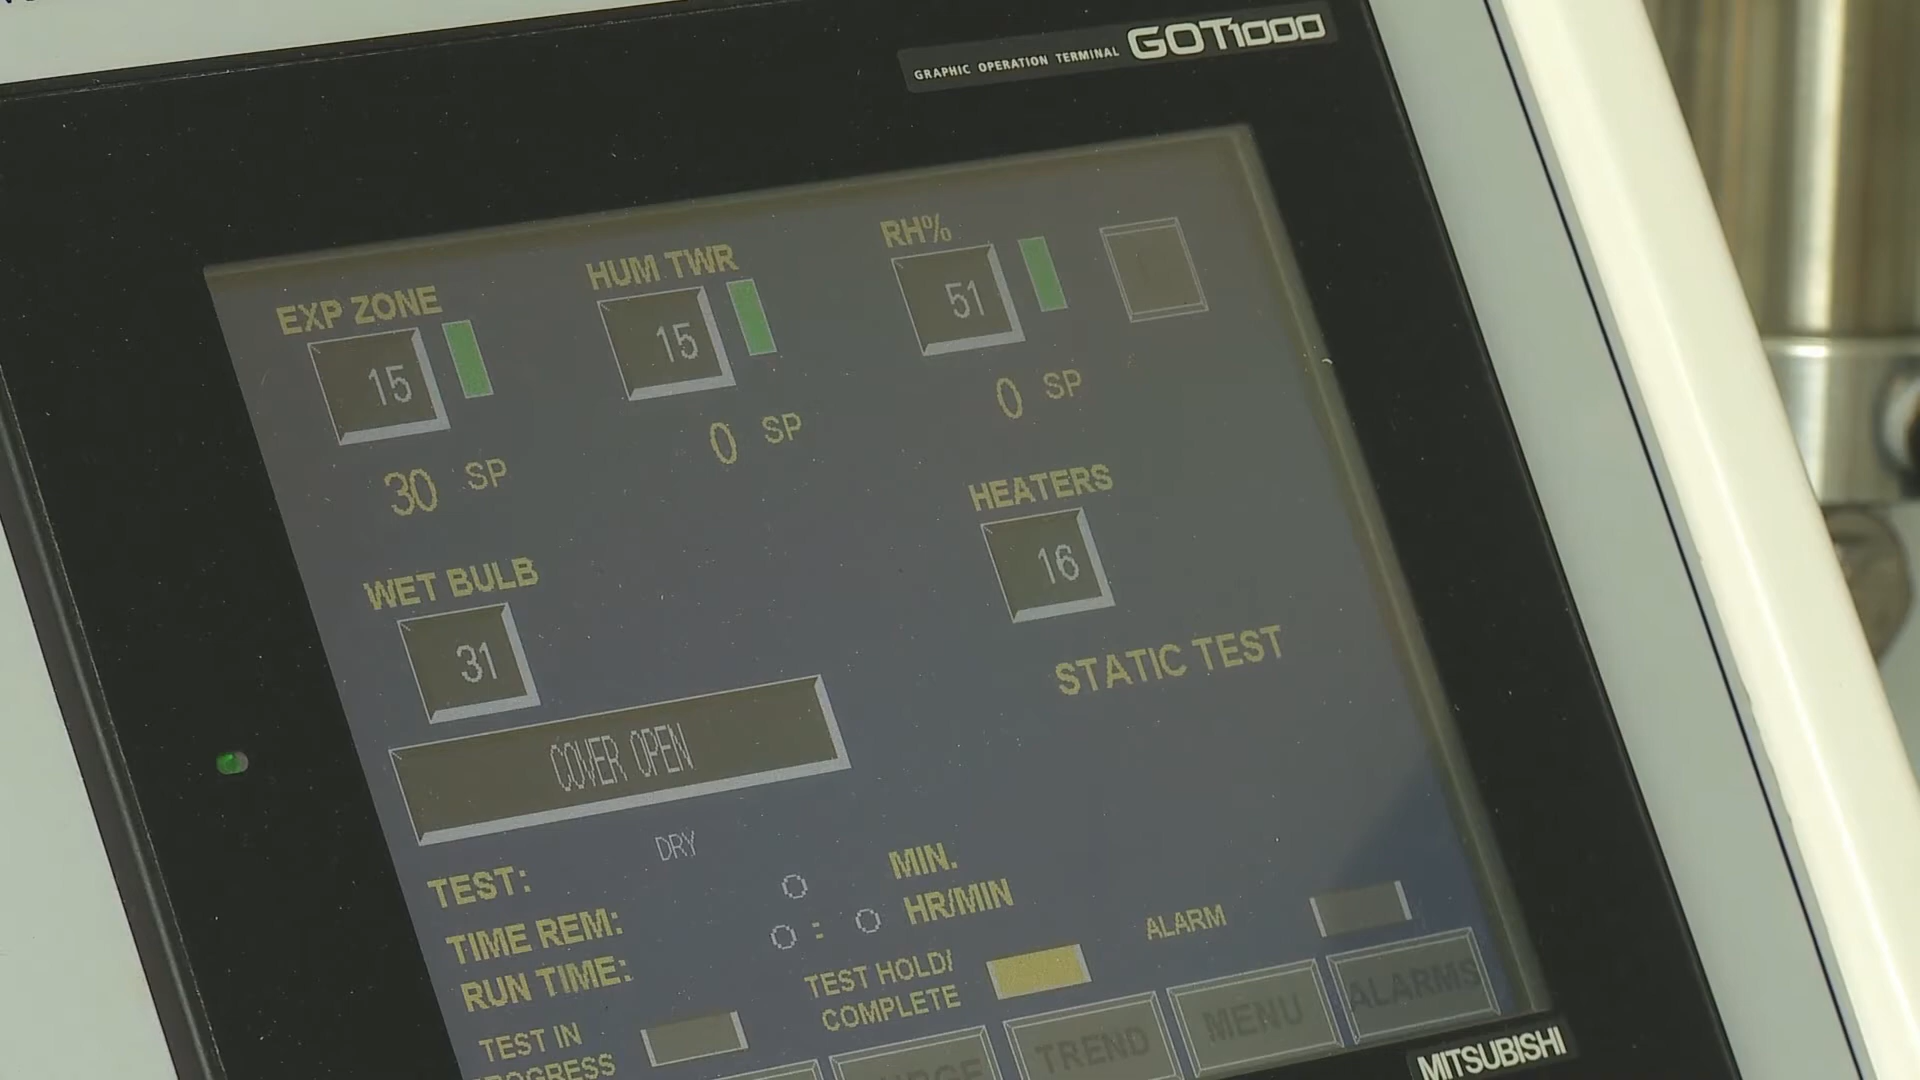 GRAPHIC OPERATION TERMINAL GOT1000
EXP ZONE
HUM TWR
RH%
15
15
51
30 SP
0 SP
0 SP
WET BULB
HEATERS
31
16
STATIC TEST
COVER OPEN
TEST: DRY
TIME REM: 0 MIN.
RUN TIME: 0 : 0 HR/MIN
TEST HOLD/
COMPLETE
ALARM
TEST IN
TREND
MENU
ALARMS
MITSUBISHI